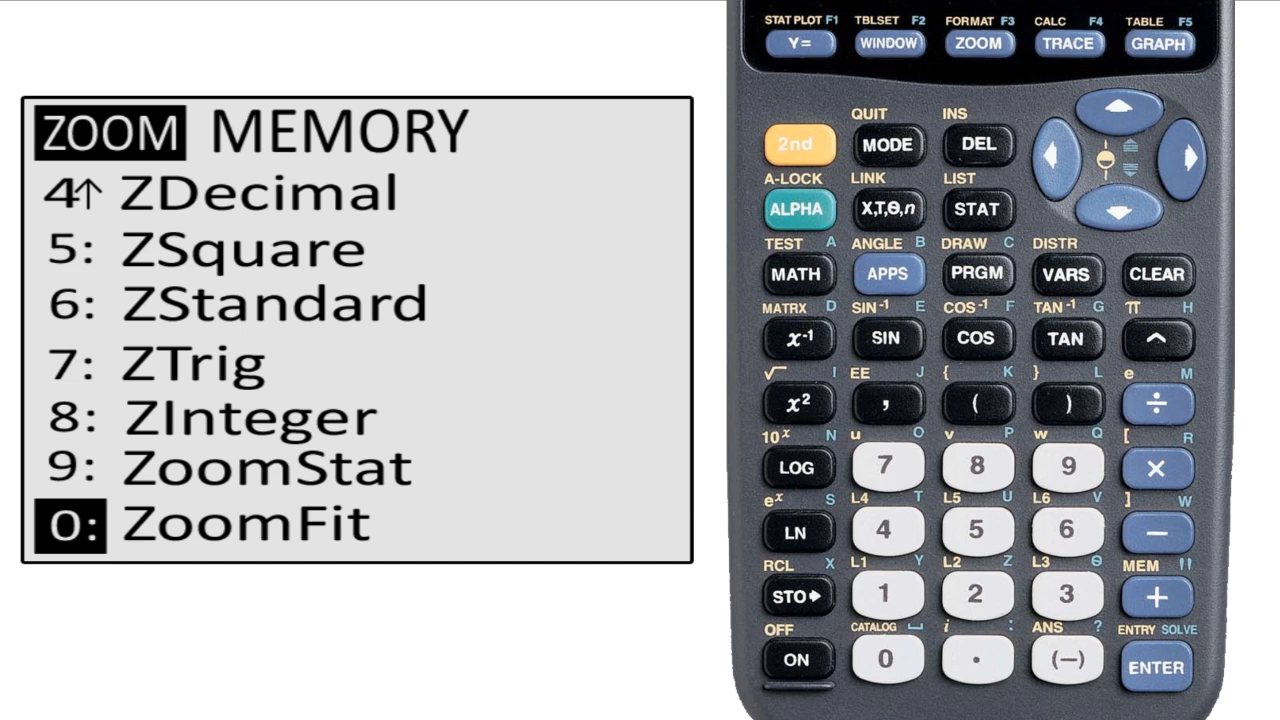 ZOOM MEMORY
4↑ ZDecimal
5: ZSquare
6: ZStandard
7: ZTrig
8: ZInteger
9: ZoomStat
0: ZoomFit
STAT PLOT F1 TBLSET F2 FORMAT F3 CALC F4 TABLE F5
Y= WINDOW ZOOM TRACE GRAPH
QUIT INS
2nd MODE DEL
A-LOCK LINK LIST
ALPHA X,T,Θ,n STAT
TEST A ANGLE B DRAW C DISTR
MATH APPS PRGM VARS CLEAR
MATRX D SIN⁻¹ E COS⁻¹ F TAN⁻¹ G π H
x⁻¹ SIN COS TAN ^
√ I EE J { K } L e M
x² , ( ) ÷
10ˣ N u O v P w Q [ R
LOG 7 8 9 ×
eˣ S L4 T L5 U L6 V ] W
LN 4 5 6 −
RCL X L1 Y L2 Z L3 Θ MEM "
STO➧ 1 2 3 +
OFF CATALOG ⎵ i : ANS ? ENTRY SOLVE
ON 0 . (−) ENTER